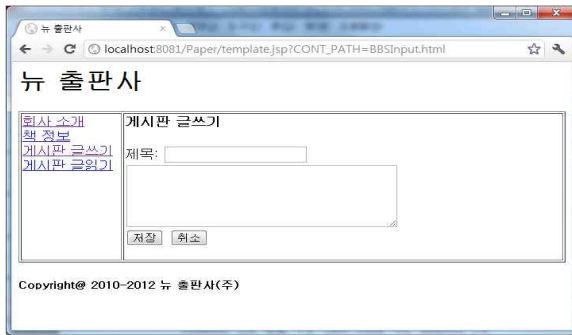 뉴 출판사
localhost:8081/Paper/template.jsp?CONT_PATH=BBSInput.html
뉴 출판사
회사 소개
책 정보
게시판 글쓰기
게시판 글읽기
게시판 글쓰기
제목:
저장 취소
Copyright@ 2010-2012 뉴 출판사(주)